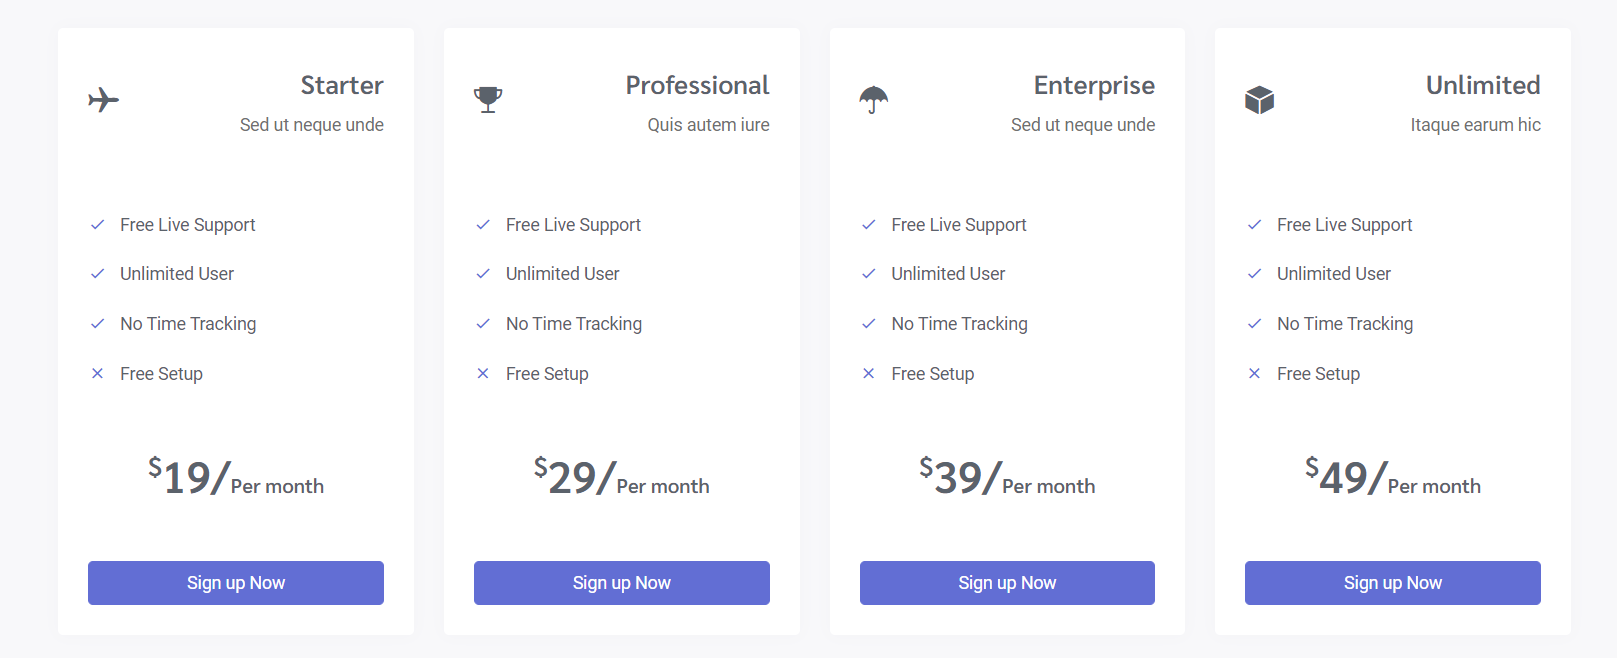 Starter
Sed ut neque unde
Free Live Support
Unlimited User
No Time Tracking
Free Setup
$19/Per month
Sign up Now
Professional
Quis autem iure
Free Live Support
Unlimited User
No Time Tracking
Free Setup
$29/Per month
Sign up Now
Enterprise
Sed ut neque unde
Free Live Support
Unlimited User
No Time Tracking
Free Setup
$39/Per month
Sign up Now
Unlimited
Itaque earum hic
Free Live Support
Unlimited User
No Time Tracking
Free Setup
$49/Per month
Sign up Now